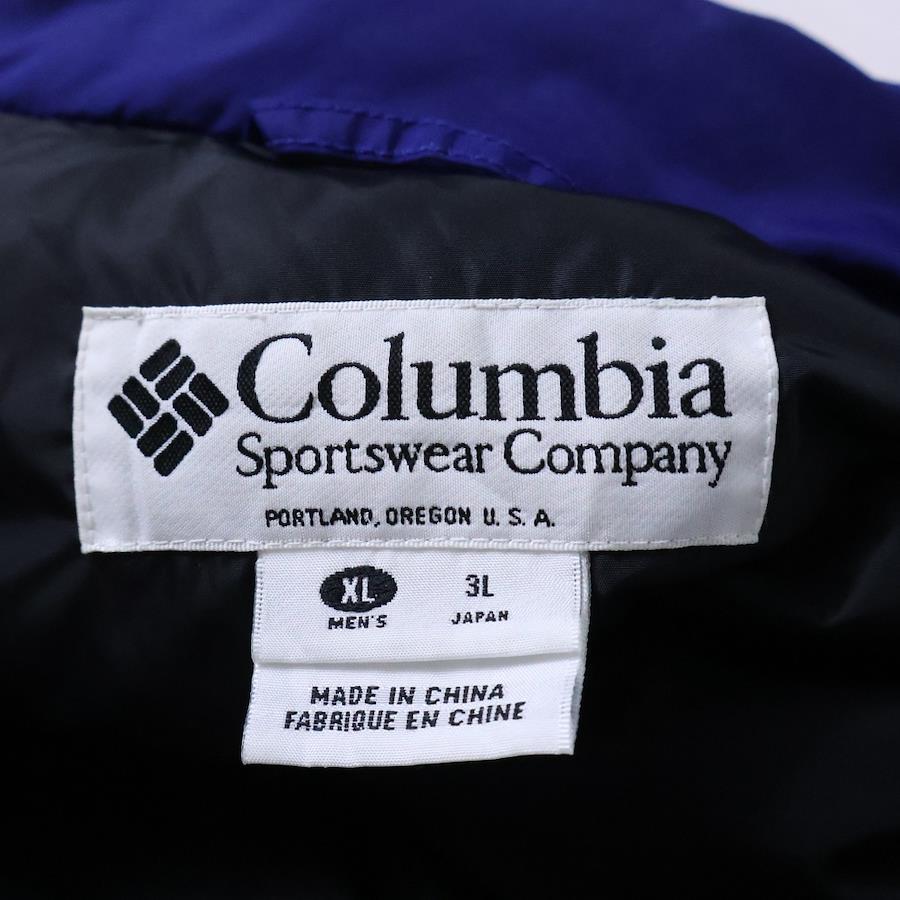 Columbia
Sportswear Company
PORTLAND, OREGON U.S.A.
XL 3L
MEN'S JAPAN
MADE IN CHINA
FABRIQUE EN CHINE